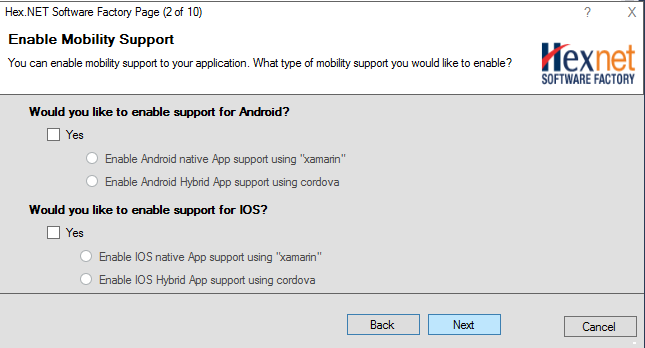 Hex.NET Software Factory Page (2 of 10)
? X
Enable Mobility Support
You can enable mobility support to your application. What type of mobility support you would like to enable?
Hexnet
SOFTWARE FACTORY
Would you like to enable support for Android?
Yes
Enable Android native App support using "xamarin"
Enable Android Hybrid App support using cordova
Would you like to enable support for IOS?
Yes
Enable IOS native App support using "xamarin"
Enable IOS Hybrid App support using cordova
Back Next Cancel